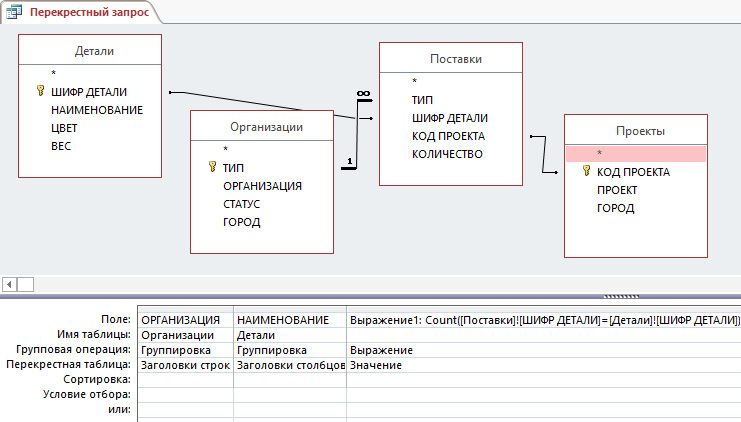 Перекрестный запрос
Детали
*
ШИФР ДЕТАЛИ
НАИМЕНОВАНИЕ
ЦВЕТ
ВЕС
Организации
*
ТИП
ОРГАНИЗАЦИЯ
СТАТУС
ГОРОД
1
∞
Поставки
*
ТИП
ШИФР ДЕТАЛИ
КОД ПРОЕКТА
КОЛИЧЕСТВО
Проекты
*
КОД ПРОЕКТА
ПРОЕКТ
ГОРОД
Поле: ОРГАНИЗАЦИЯ НАИМЕНОВАНИЕ Выражение1: Count([Поставки]![ШИФР ДЕТАЛИ]=[Детали]![ШИФР ДЕТАЛИ])
Имя таблицы: Организации Детали
Групповая операция: Группировка Группировка Выражение
Перекрестная таблица: Заголовки строк Заголовки столбцов Значение
Сортировка:
Условие отбора:
или: